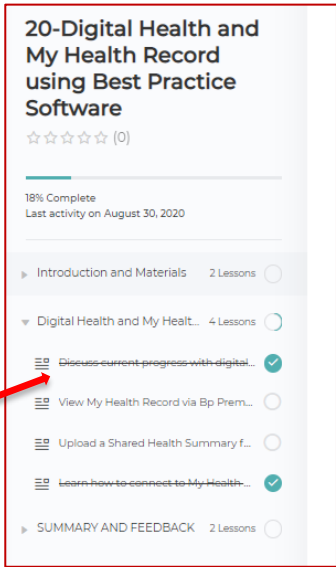 20-Digital Health and
My Health Record
using Best Practice
Software
(0)
18% Complete
Last activity on August 30, 2020
Introduction and Materials 2 Lessons
Digital Health and My Healt... 4 Lessons
Discuss current progress with digital...
View My Health Record via Bp Prem...
Upload a Shared Health Summary f...
Learn how to connect to My Health ...
SUMMARY AND FEEDBACK 2 Lessons